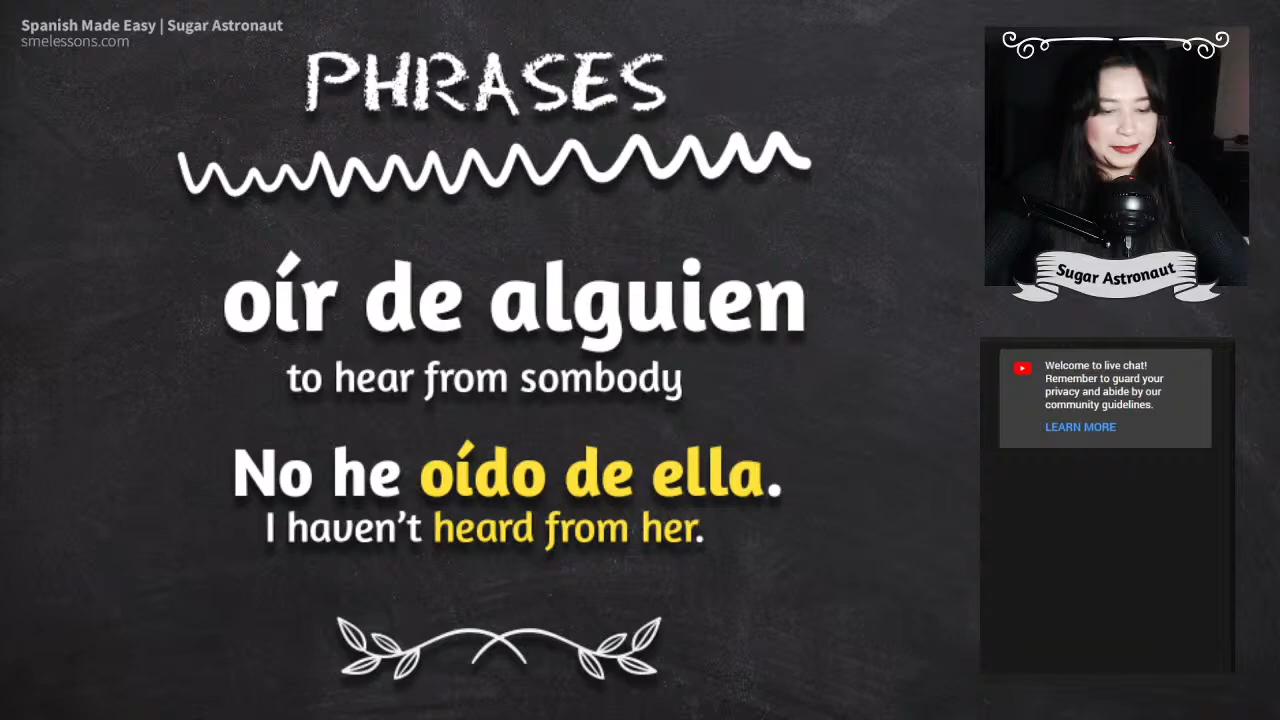 Spanish Made Easy | Sugar Astronaut
smelessons.com
PHRASES
oír de alguien
to hear from sombody
No he oído de ella.
I haven't heard from her.
Sugar Astronaut
Welcome to live chat!
Remember to guard your
privacy and abide by our
community guidelines.
LEARN MORE